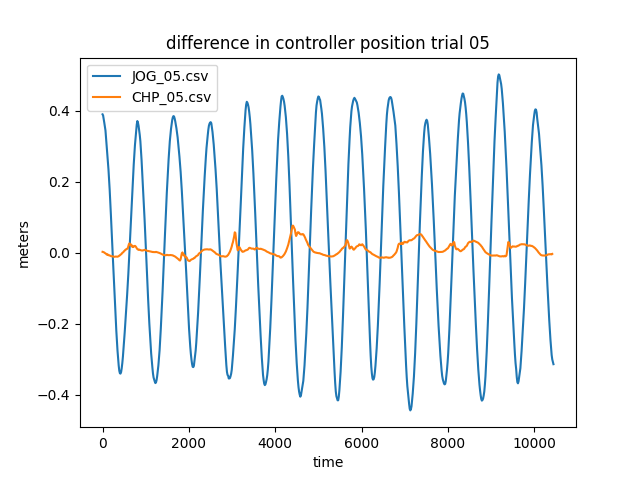 difference in controller position trial 05
JOG_05.csv
CHP_05.csv
meters
0.4
0.2
0.0
−0.2
−0.4
0
2000
4000
6000
8000
10000
time